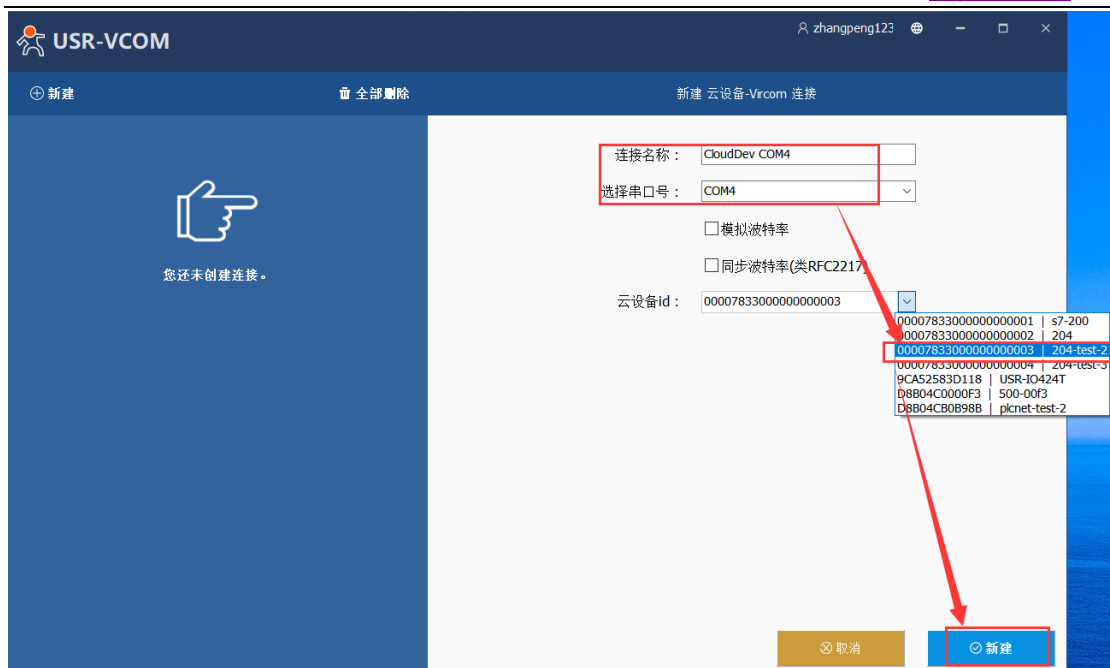 USR-VCOM
zhangpeng123
新建
全部删除
新建 云设备-Vircom 连接
连接名称：
CloudDev COM4
选择串口号：
COM4
模拟波特率
同步波特率(类RFC2217)
您还未创建连接。
云设备id：
00007833000000000003
00007833000000000001 | s7-200
00007833000000000002 | 204
00007833000000000003 | 204-test-2
00007833000000000004 | 204-test-3
9CA52583D118 | USR-IO424T
D8B04C0000F3 | 500-00f3
D8B04CB0B98B | plcnet-test-2
取消
新建